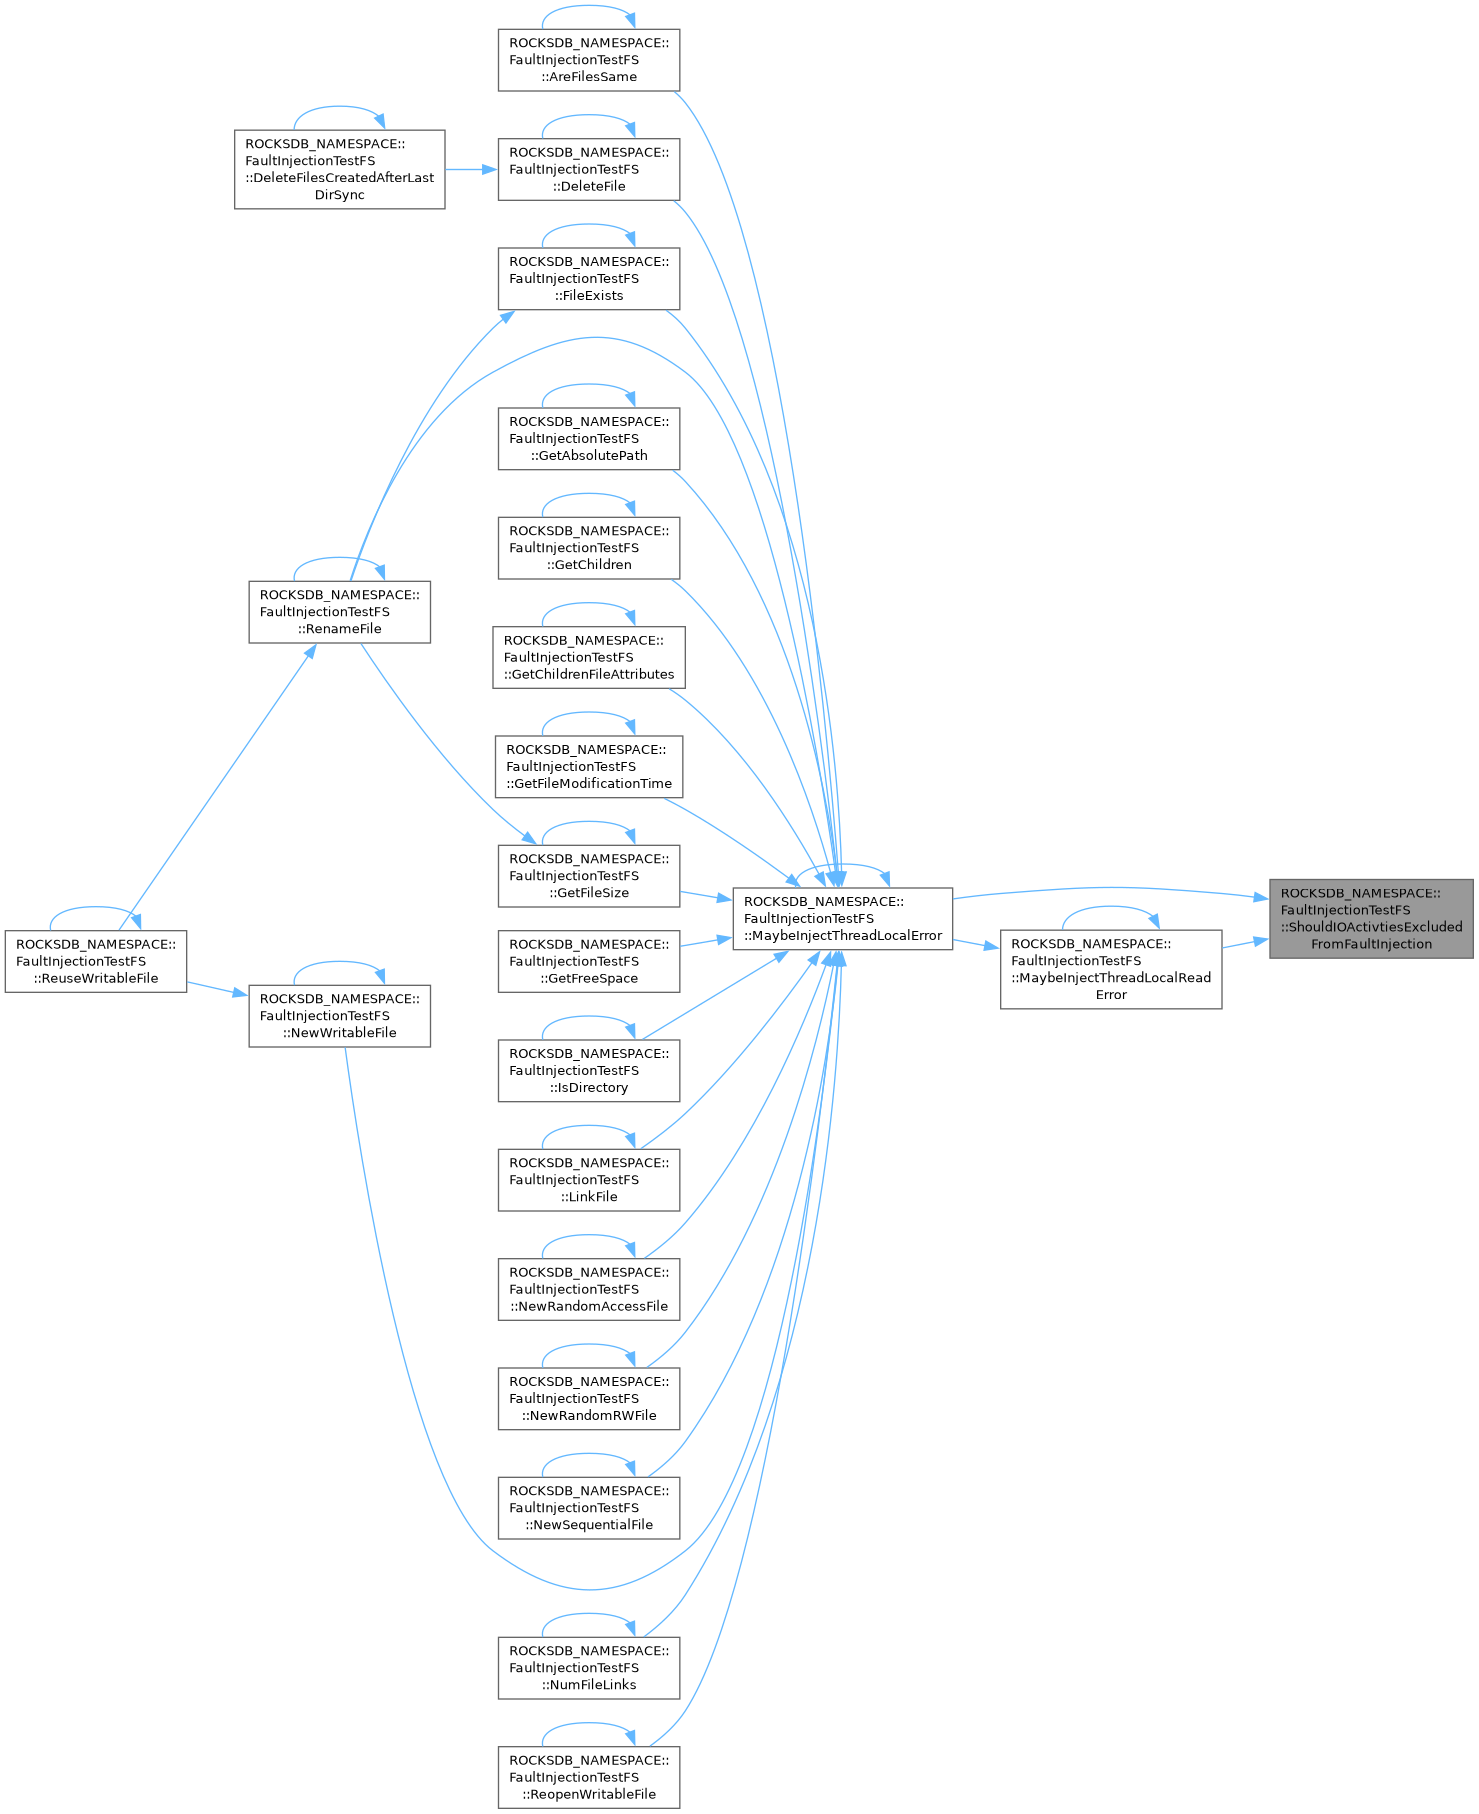 ROCKSDB_NAMESPACE::
FaultInjectionTestFS
::AreFilesSame
ROCKSDB_NAMESPACE::
FaultInjectionTestFS
::DeleteFilesCreatedAfterLast
DirSync
ROCKSDB_NAMESPACE::
FaultInjectionTestFS
::DeleteFile
ROCKSDB_NAMESPACE::
FaultInjectionTestFS
::FileExists
ROCKSDB_NAMESPACE::
FaultInjectionTestFS
::GetAbsolutePath
ROCKSDB_NAMESPACE::
FaultInjectionTestFS
::GetChildren
ROCKSDB_NAMESPACE::
FaultInjectionTestFS
::RenameFile
ROCKSDB_NAMESPACE::
FaultInjectionTestFS
::GetChildrenFileAttributes
ROCKSDB_NAMESPACE::
FaultInjectionTestFS
::GetFileModificationTime
ROCKSDB_NAMESPACE::
FaultInjectionTestFS
::GetFileSize
ROCKSDB_NAMESPACE::
FaultInjectionTestFS
::MaybeInjectThreadLocalError
ROCKSDB_NAMESPACE::
FaultInjectionTestFS
::ShouldIOActivtiesExcluded
FromFaultInjection
ROCKSDB_NAMESPACE::
FaultInjectionTestFS
::ReuseWritableFile
ROCKSDB_NAMESPACE::
FaultInjectionTestFS
::GetFreeSpace
ROCKSDB_NAMESPACE::
FaultInjectionTestFS
::MaybeInjectThreadLocalRead
Error
ROCKSDB_NAMESPACE::
FaultInjectionTestFS
::NewWritableFile
ROCKSDB_NAMESPACE::
FaultInjectionTestFS
::IsDirectory
ROCKSDB_NAMESPACE::
FaultInjectionTestFS
::LinkFile
ROCKSDB_NAMESPACE::
FaultInjectionTestFS
::NewRandomAccessFile
ROCKSDB_NAMESPACE::
FaultInjectionTestFS
::NewRandomRWFile
ROCKSDB_NAMESPACE::
FaultInjectionTestFS
::NewSequentialFile
ROCKSDB_NAMESPACE::
FaultInjectionTestFS
::NumFileLinks
ROCKSDB_NAMESPACE::
FaultInjectionTestFS
::ReopenWritableFile